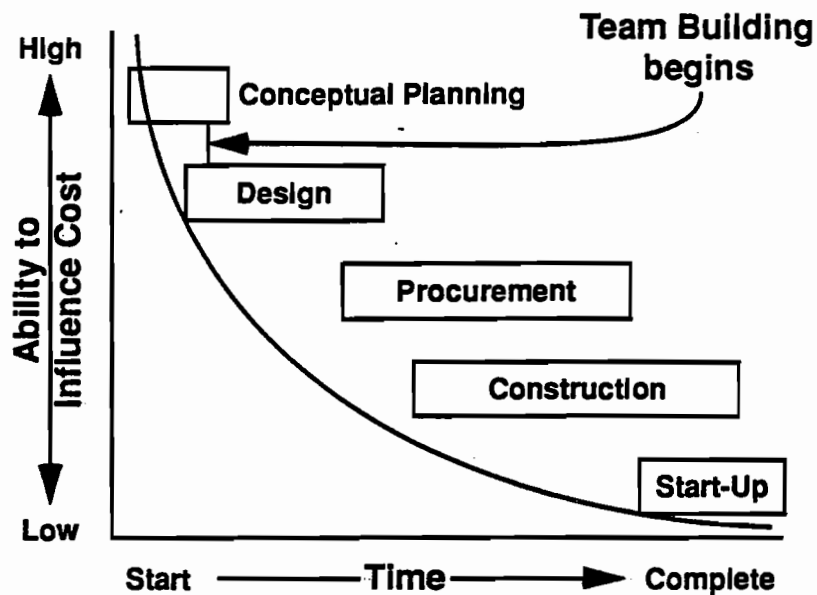 Team Building
begins
High
Conceptual Planning
Design
Ability to
Influence Cost
Procurement
Construction
Start-Up
Low
Start
Time
Complete